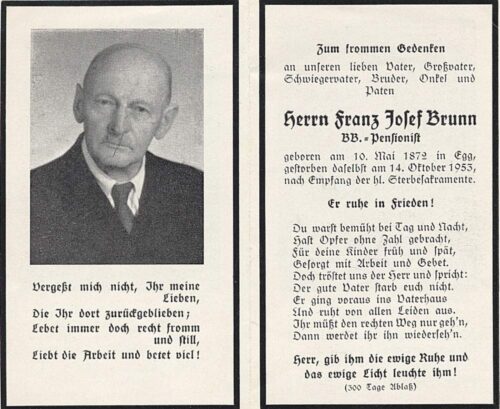 Vergeßt mich nicht, Ihr meine
Lieben,
Die Ihr dort zurückgeblieben;
Lebet immer doch recht fromm
und still,
Liebt die Arbeit und betet viel!
Zum frommen Gedenken
an unseren lieben Vater, Großvater,
Schwiegervater, Bruder, Onkel und
Paten
Herrn Franz Josef Brunn
BB.=Pensionist
geboren am 10. Mai 1872 in Egg,
gestorben daselbst am 14. Oktober 1953,
nach Empfang der hl. Sterbesakramente.
Er ruhe in Frieden!
Du warst bemüht bei Tag und Nacht,
Hast Opfer ohne Zahl gebracht,
Für deine Kinder früh und spät,
Gesorgt mit Arbeit und Gebet.
Doch tröstet uns der Herr und spricht:
Der gute Vater starb euch nicht.
Er ging voraus ins Vaterhaus
Und ruht von allen Leiden aus.
Ihr müßt den rechten Weg nur geh'n,
Dann werdet ihr ihn wiederseh'n.
Herr, gib ihm die ewige Ruhe und
das ewige Licht leuchte ihm!
(300 Tage Ablaß)